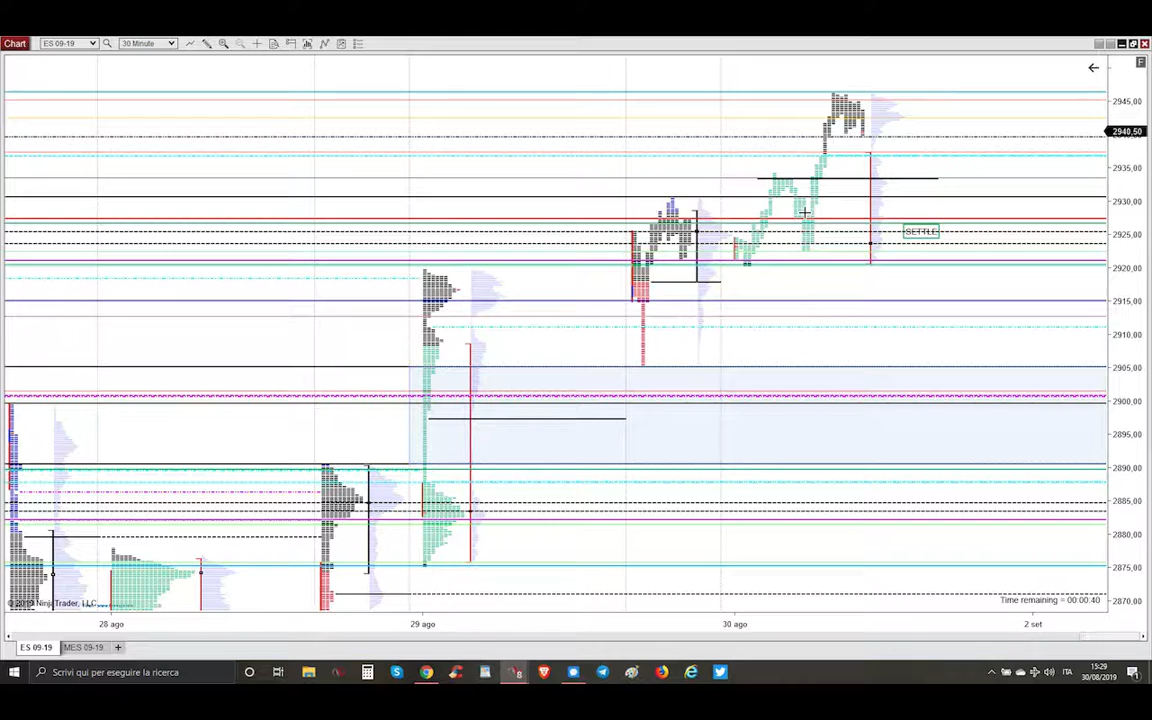 Chart ES 09-19 30 Minute
F
2945,00
2940,50
2935,00
2930,00
2925,00
SETTLE
2920,00
2915,00
2910,00
2905,00
2900,00
2895,00
2890,00
2885,00
2880,00
2875,00
2870,00
Time remaining = 00:00:40
28 ago 29 ago 30 ago 2 set
ES 09-19 MES 09-19 +
Scrivi qui per eseguire la ricerca
ITA
15:29
30/08/2019